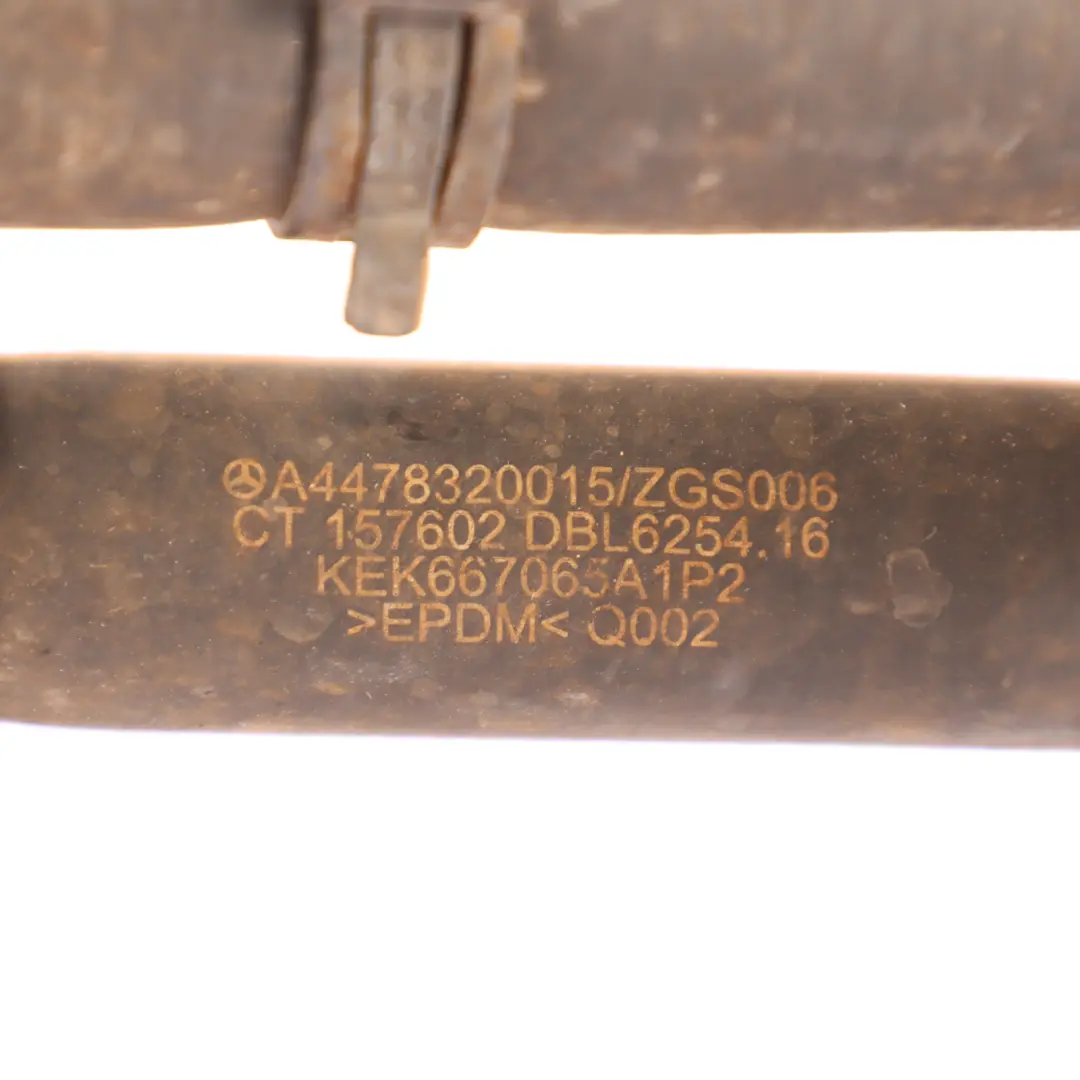 A4478320015/ZGS006
CT 157602 DBL6254.16
KEK667065A1P2
>EPDM< Q002